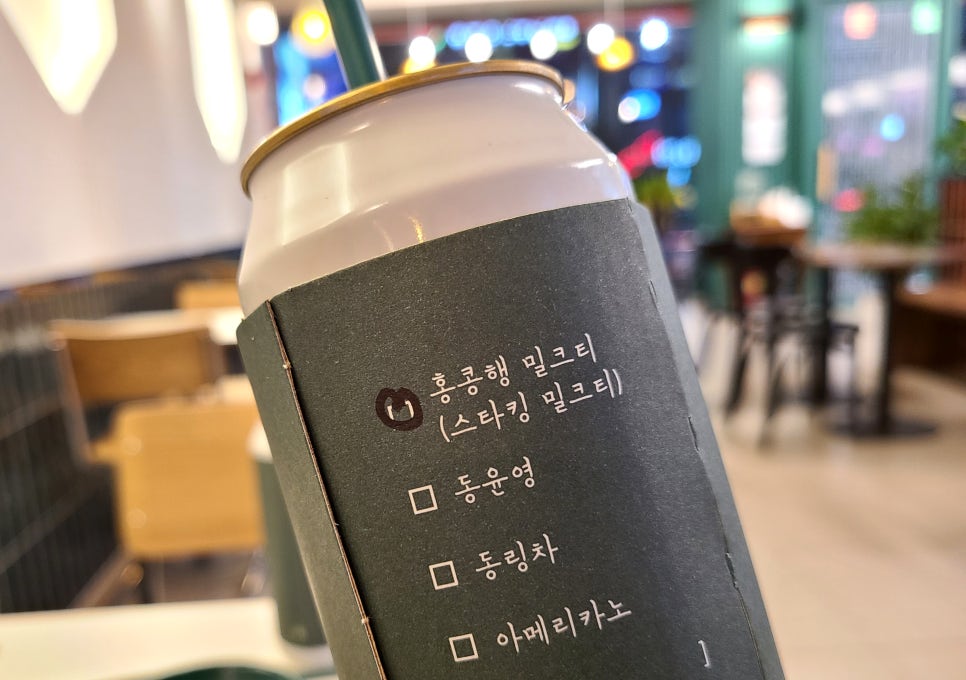 홍콩행 밀크티
(스타킹 밀크티)
□ 동윤영
□ 동링차
□ 아메리카노
]